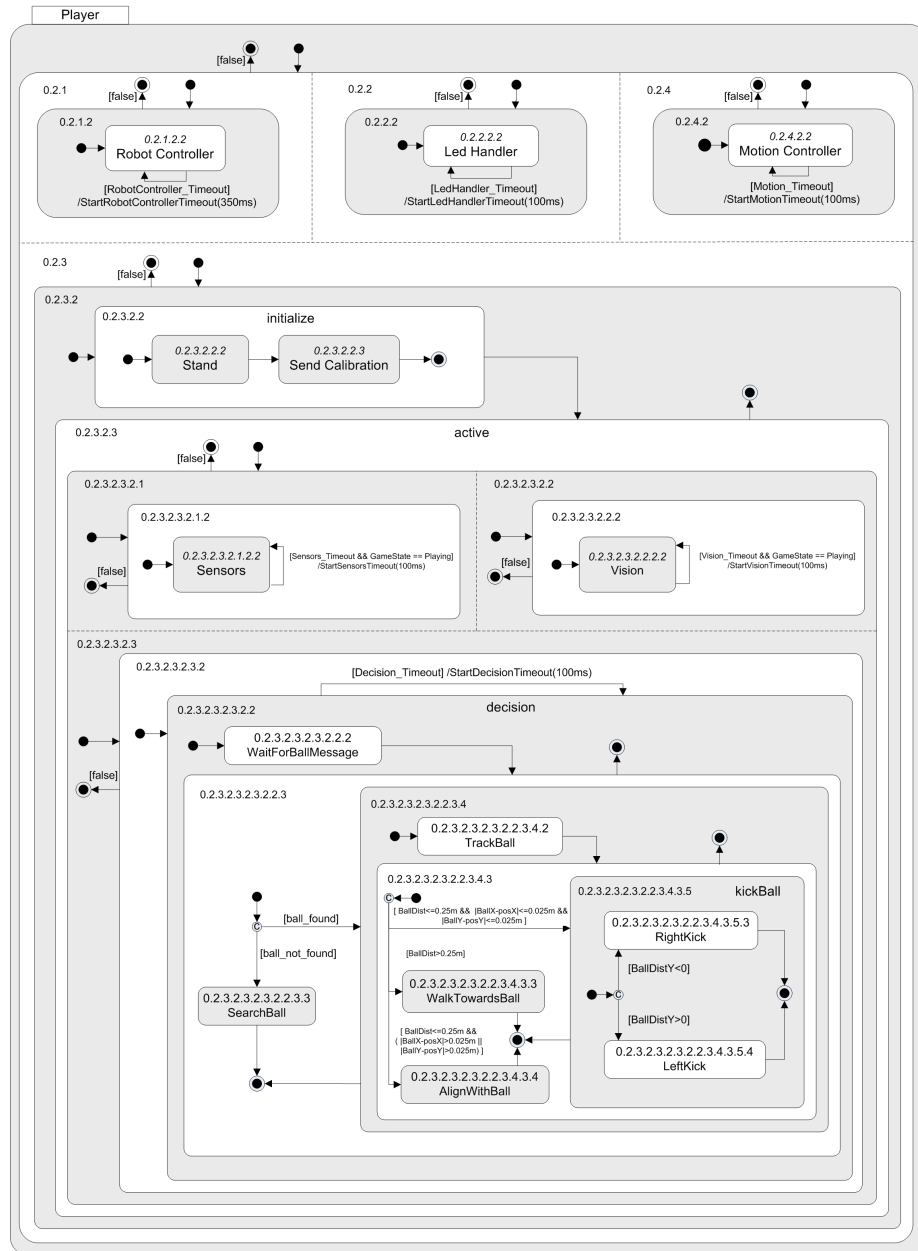 Player
[false]
0.2.1
[false]
0.2.1.2
0.2.1.2.2
Robot Controller
[RobotController_Timeout]
/StartRobotControllerTimeout(350ms)
0.2.2
[false]
0.2.2.2
0.2.2.2.2
Led Handler
[LedHandler_Timeout]
/StartLedHandlerTimeout(100ms)
0.2.4
[false]
0.2.4.2
0.2.4.2.2
Motion Controller
[Motion_Timeout]
/StartMotionTimeout(100ms)
0.2.3
[false]
0.2.3.2
0.2.3.2.2
initialize
0.2.3.2.2.2
Stand
0.2.3.2.2.3
Send Calibration
0.2.3.2.3
active
[false]
0.2.3.2.3.2.1
0.2.3.2.3.2.1.2
0.2.3.2.3.2.1.2.2
Sensors
[Sensors_Timeout && GameState == Playing]
/StartSensorsTimeout(100ms)
[false]
0.2.3.2.3.2.2
0.2.3.2.3.2.2.2
0.2.3.2.3.2.2.2.2
Vision
[Vision_Timeout && GameState == Playing]
/StartVisionTimeout(100ms)
[false]
0.2.3.2.3.2.3
0.2.3.2.3.2.3.2
[Decision_Timeout] /StartDecisionTimeout(100ms)
0.2.3.2.3.2.3.2.2
decision
0.2.3.2.3.2.3.2.2.2
WaitForBallMessage
[false]
0.2.3.2.3.2.3.2.2.3
0.2.3.2.3.2.3.2.2.3.4
0.2.3.2.3.2.3.2.2.3.4.2
TrackBall
0.2.3.2.3.2.3.2.2.3.4.3
[ball_found]
[ball_not_found]
0.2.3.2.3.2.3.2.2.3.3
SearchBall
[ BallDist<=0.25m && |BallX-posX|<=0.025m &&
|BallY-posY|<=0.025m ]
[BallDist>0.25m]
0.2.3.2.3.2.3.2.2.3.4.3.3
WalkTowardsBall
[ BallDist<=0.25m &&
( |BallX-posX|>0.025m ||
|BallY-posY|>0.025m) ]
0.2.3.2.3.2.3.2.2.3.4.3.4
AlignWithBall
0.2.3.2.3.2.3.2.2.3.4.3.5
kickBall
0.2.3.2.3.2.3.2.2.3.4.3.5.3
RightKick
[BallDistY<0]
[BallDistY>0]
0.2.3.2.3.2.3.2.2.3.4.3.5.4
LeftKick
C
C
C